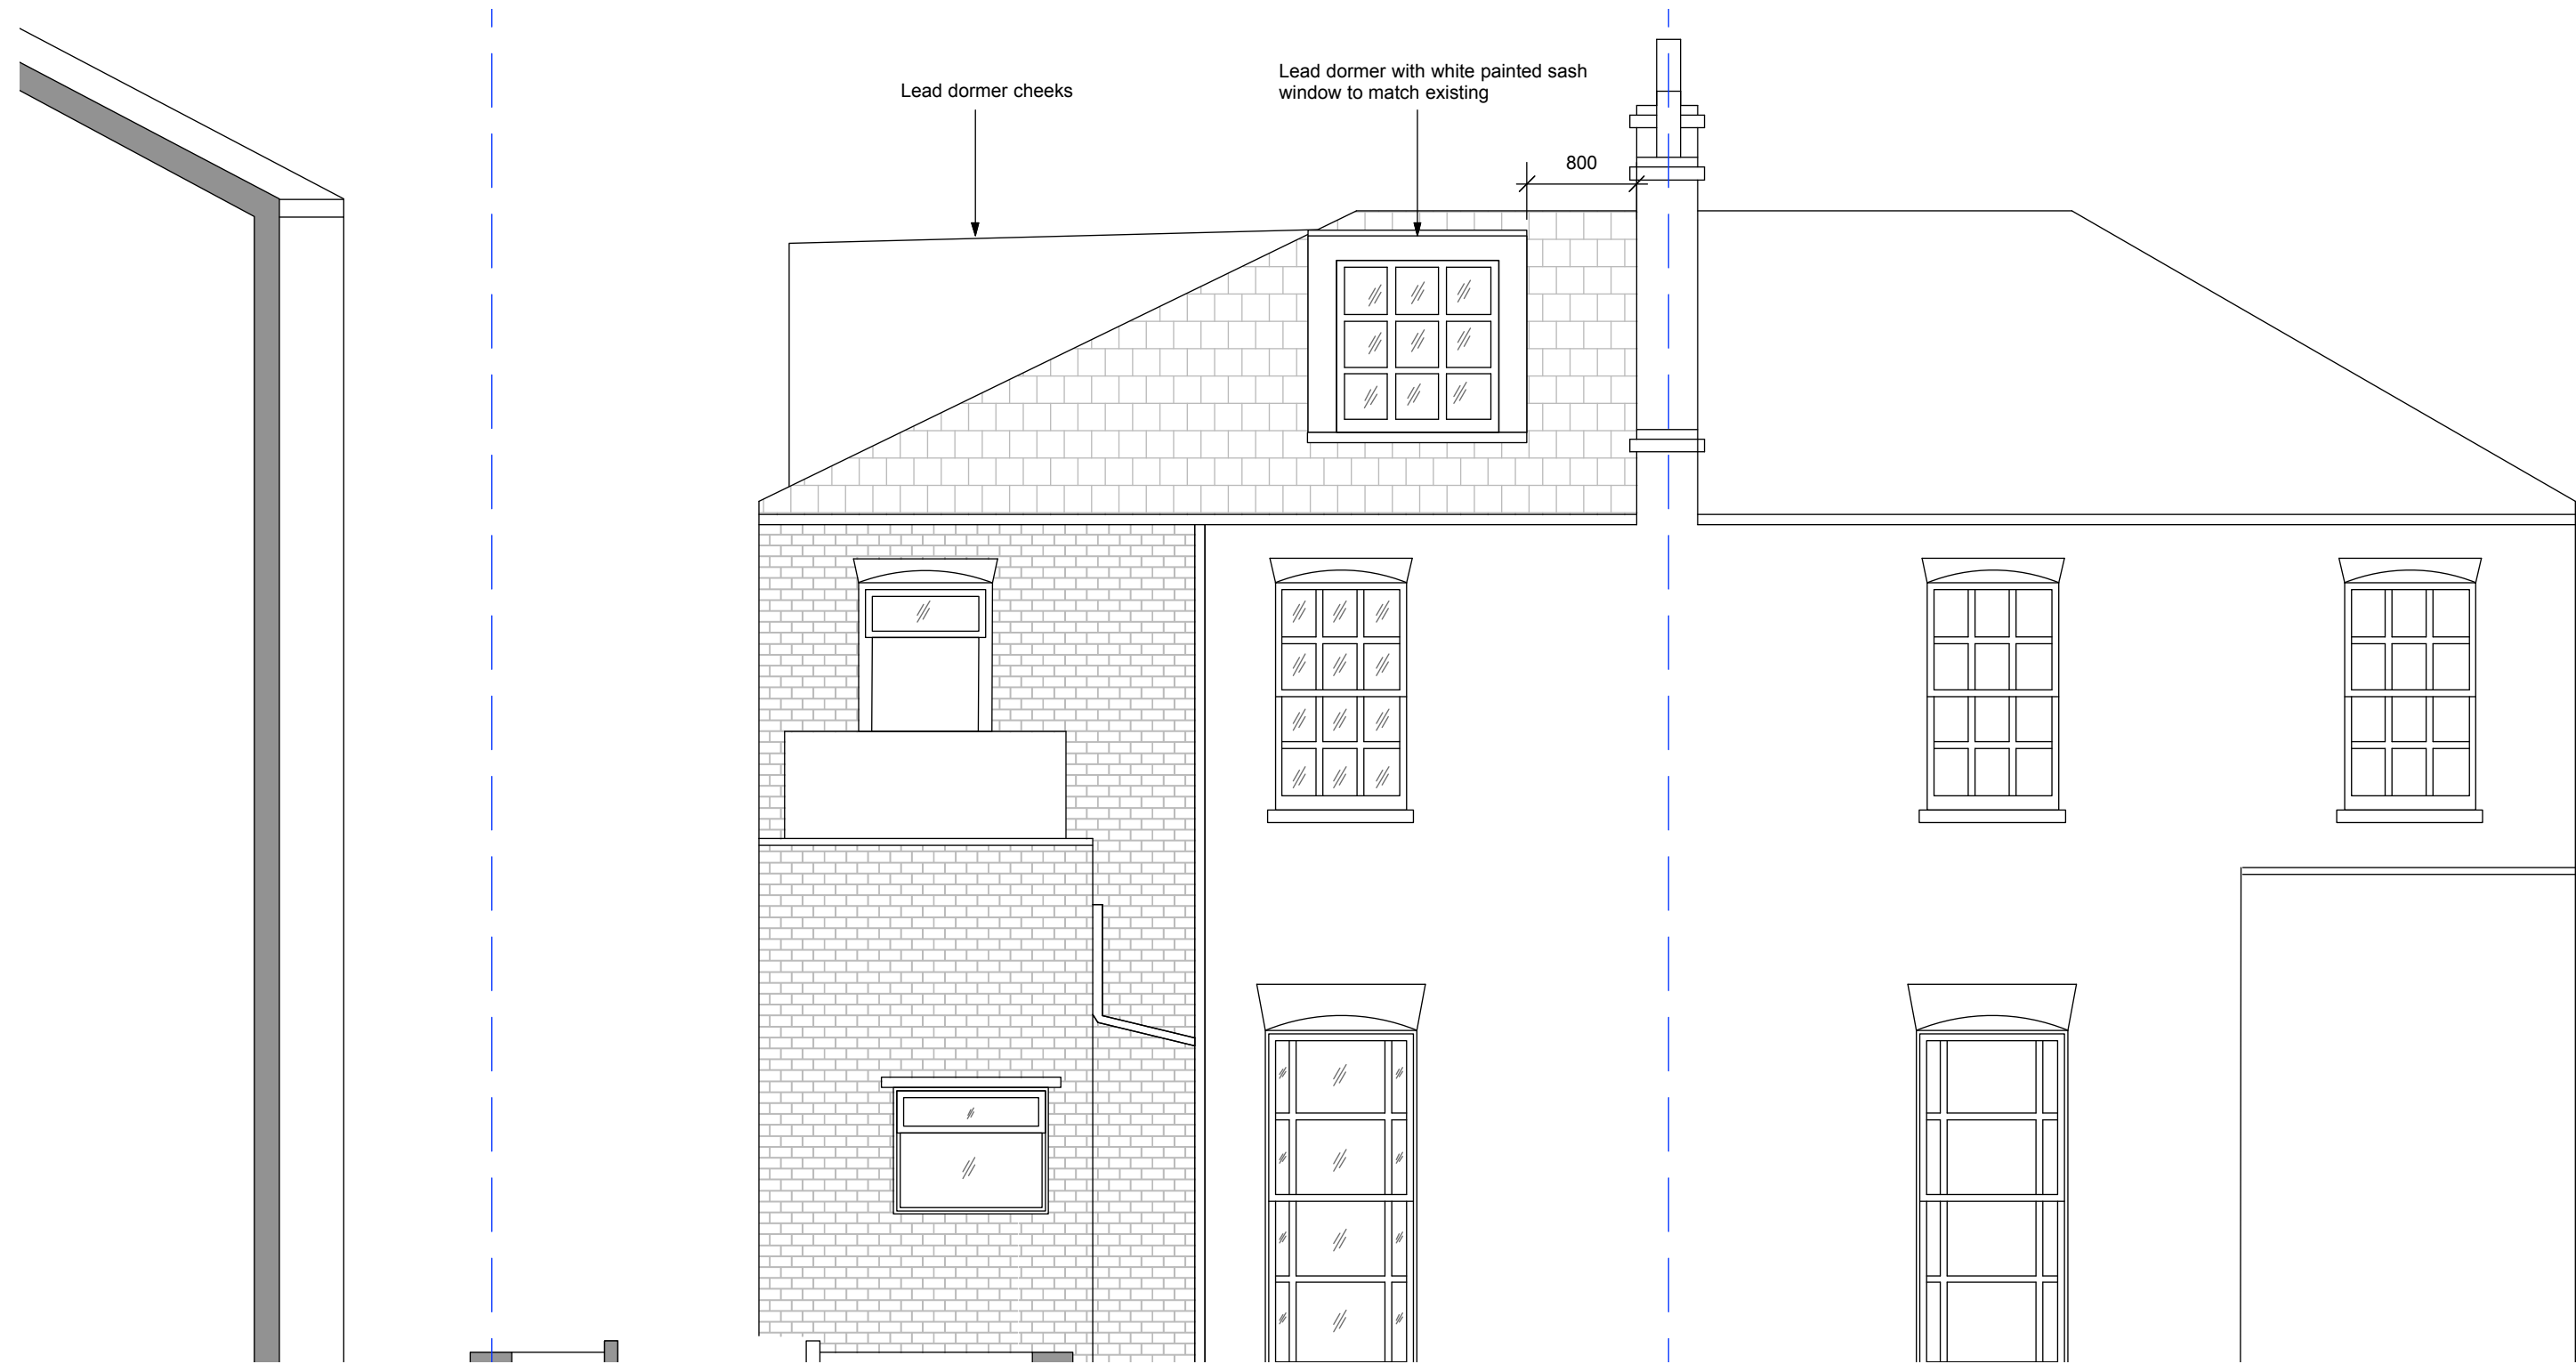 Lead dormer cheeks
Lead dormer with white painted sash
window to match existing
800